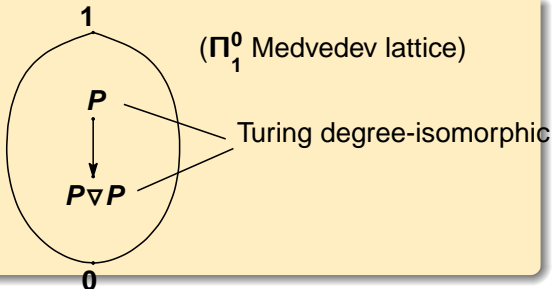 1
(Π⁰₁ Medvedev lattice)
P
Turing degree-isomorphic
P▽P
0